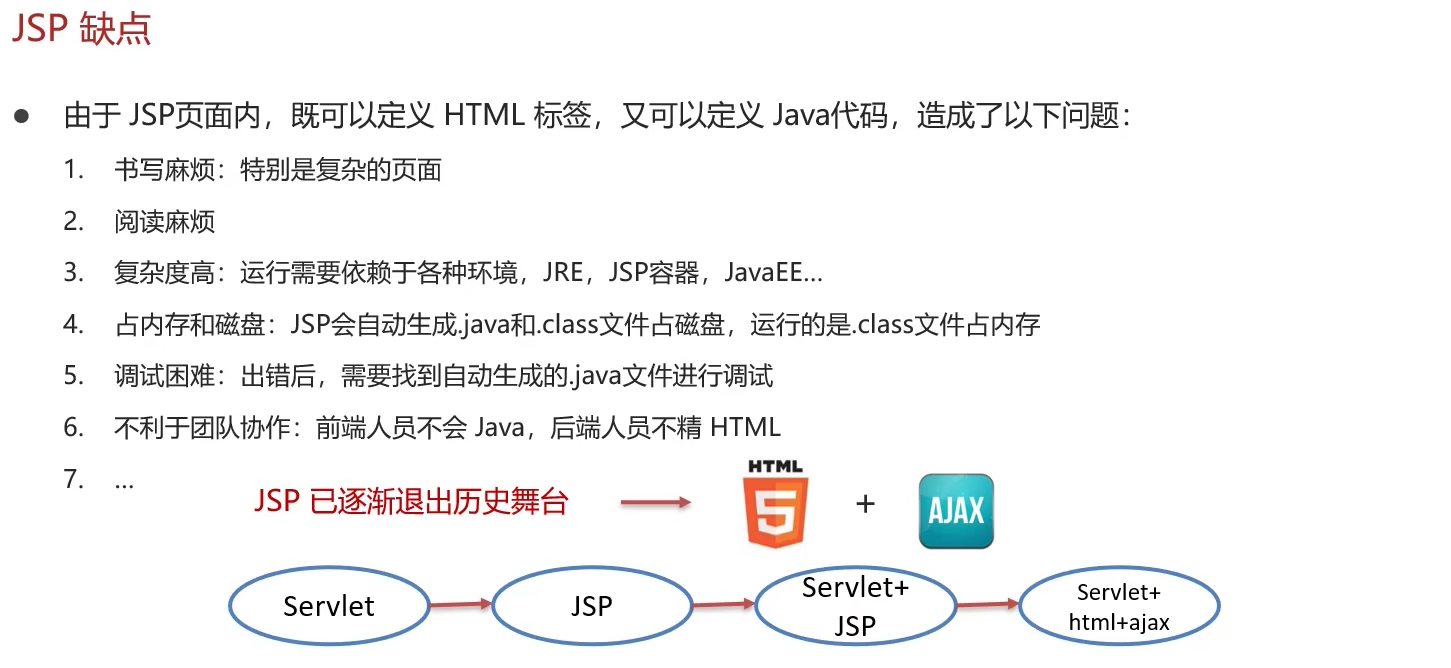 JSP 缺点
● 由于 JSP页面内，既可以定义 HTML 标签，又可以定义 Java代码，造成了以下问题：
1. 书写麻烦：特别是复杂的页面
2. 阅读麻烦
3. 复杂度高：运行需要依赖于各种环境，JRE，JSP容器，JavaEE...
4. 占内存和磁盘：JSP会自动生成.java和.class文件占磁盘，运行的是.class文件占内存
5. 调试困难：出错后，需要找到自动生成的.java文件进行调试
6. 不利于团队协作：前端人员不会 Java，后端人员不精 HTML
7. ...
JSP 已逐渐退出历史舞台
HTML
5
+
AJAX
Servlet
JSP
Servlet+
JSP
Servlet+
html+ajax